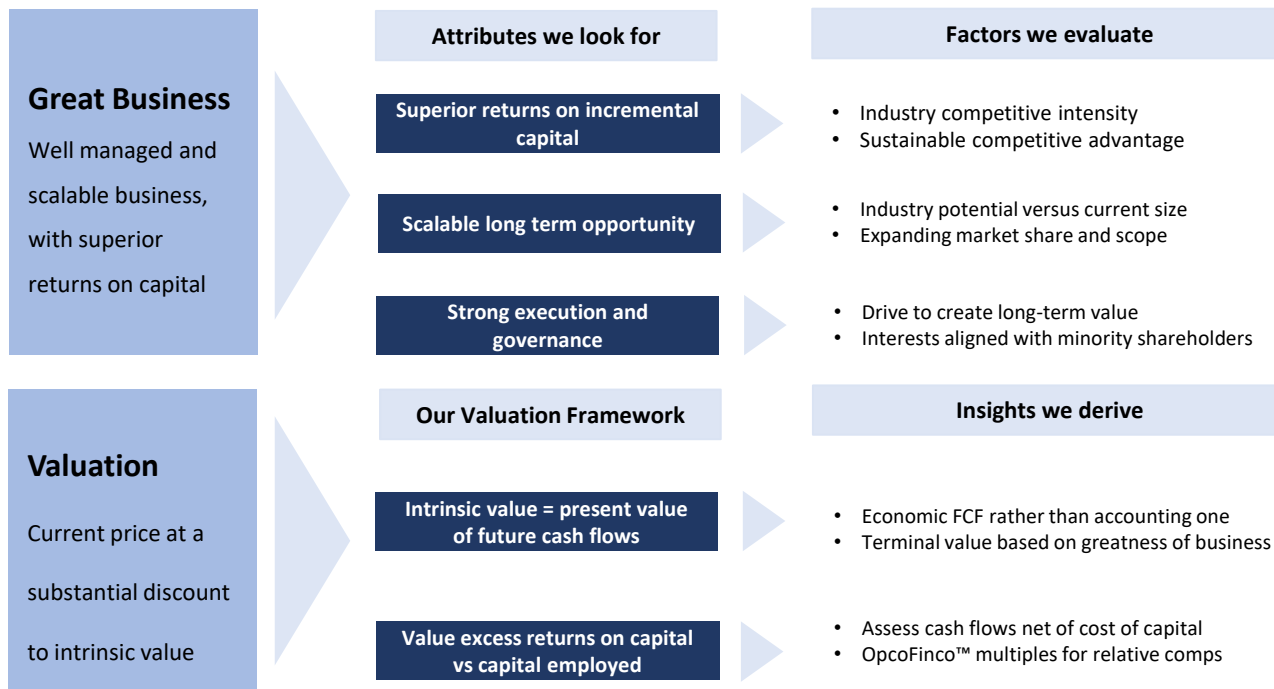 Attributes we look for
Factors we evaluate
Great Business
Well managed and
scalable business,
with superior
returns on capital
Superior returns on incremental
capital
• Industry competitive intensity
• Sustainable competitive advantage
Scalable long term opportunity
• Industry potential versus current size
• Expanding market share and scope
Strong execution and
governance
• Drive to create long-term value
• Interests aligned with minority shareholders
Our Valuation Framework
Insights we derive
Valuation
Current price at a
substantial discount
to intrinsic value
Intrinsic value = present value
of future cash flows
• Economic FCF rather than accounting one
• Terminal value based on greatness of business
Value excess returns on capital
vs capital employed
• Assess cash flows net of cost of capital
• OpcoFinco™ multiples for relative comps